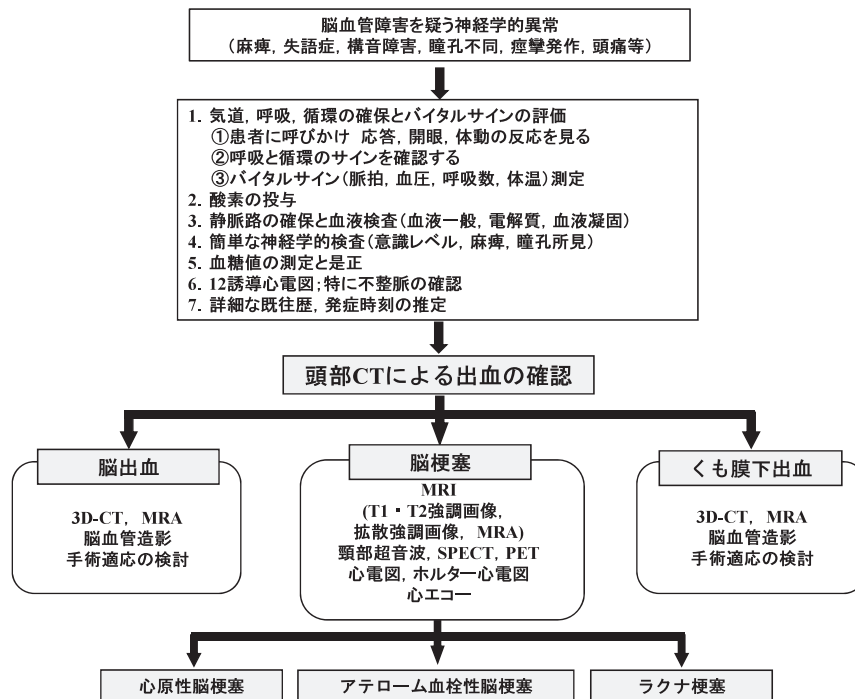 脳血管障害を疑う神経学的異常
(麻痺, 失語症, 構音障害, 瞳孔不同, 痙攣発作, 頭痛等)
1. 気道, 呼吸, 循環の確保とバイタルサインの評価
①患者に呼びかけ 応答, 開眼, 体動の反応を見る
②呼吸と循環のサインを確認する
③バイタルサイン(脈拍, 血圧, 呼吸数, 体温)測定
2. 酸素の投与
3. 静脈路の確保と血液検査(血液一般, 電解質, 血液凝固)
4. 簡単な神経学的検査(意識レベル, 麻痺, 瞳孔所見)
5. 血糖値の測定と是正
6. 12誘導心電図;特に不整脈の確認
7. 詳細な既往歴, 発症時刻の推定
頭部CTによる出血の確認
脳出血
3D-CT, MRA
脳血管造影
手術適応の検討
脳梗塞
MRI
(T1・T2強調画像,
拡散強調画像, MRA)
頸部超音波, SPECT, PET
心電図, ホルター心電図
心エコー
くも膜下出血
3D-CT, MRA
脳血管造影
手術適応の検討
心原性脳梗塞
アテローム血栓性脳梗塞
ラクナ梗塞